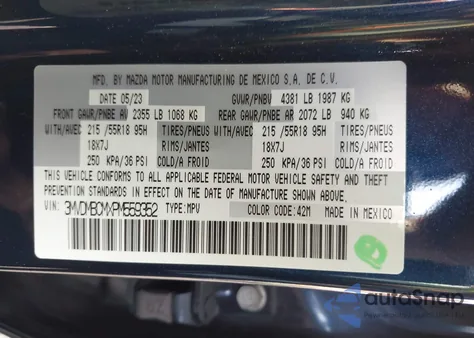 MFD. BY MAZDA MOTOR MANUFACTURING DE MEXICO S.A. DE C.V.
DATE 05/23 GVWR/PNBV 4381 LB 1987 KG
FRONT GAWR/PNBE AV 2355 LB 1068 KG REAR GAWR/PNBE AR 2072 LB 940 KG
WITH/AVEC 215 /55R18 95H TIRES/PNEUS WITH/AVEC 215 /55R18 95H TIRES/PNEUS
18X7J RIMS/JANTES 18X7J RIMS/JANTES
250 KPA/36 PSI COLD/A FROID 250 KPA/36 PSI COLD/A FROID
THIS VEHICLE CONFORMS TO ALL APPLICABLE FEDERAL MOTOR VEHICLE SAFETY AND THEFT
PREVENTION STANDARDS IN EFFECT ON THE DATE OF MANUFACTURE SHOWN ABOVE.
VIN: 3MVDMBCMXPM559352 TYPE:MPV COLOR CODE:42M MADE IN MEXICO
autoSnap